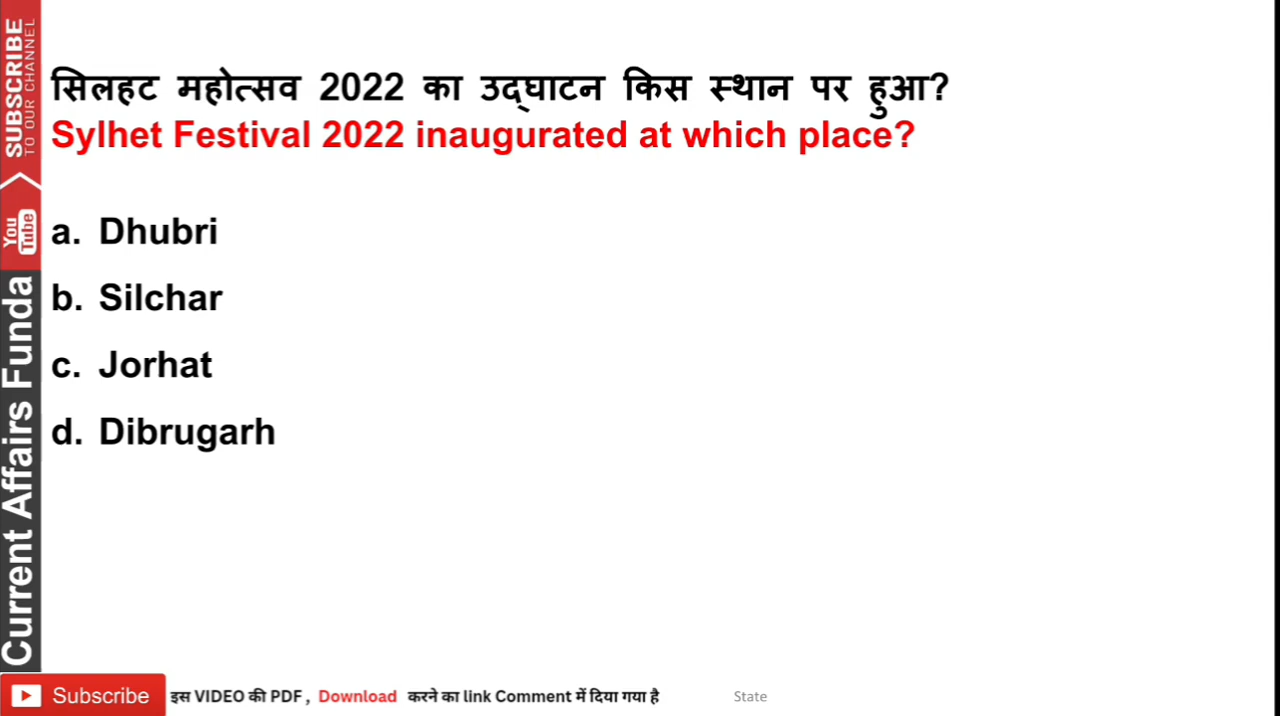 सिलहट महोत्सव 2022 का उद्घाटन किस स्थान पर हुआ?
Sylhet Festival 2022 inaugurated at which place?
a. Dhubri
b. Silchar
c. Jorhat
d. Dibrugarh
SUBSCRIBE
TO OUR CHANNEL
You Tube
Current Affairs Funda
Subscribe इस VIDEO की PDF, Download करने का link Comment में दिया गया है State